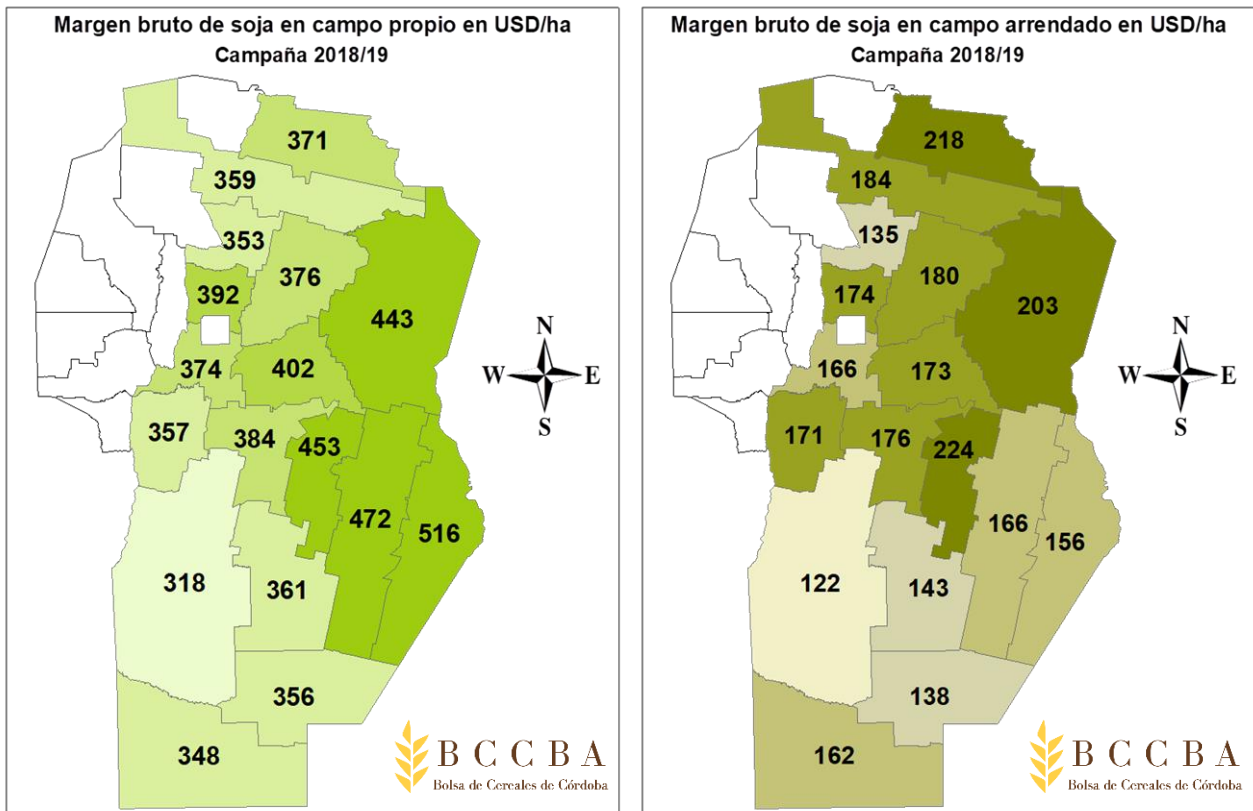 Margen bruto de soja en campo propio en USD/ha
Campaña 2018/19
371
359
353
376
392
443
374
402
357
384
453
472
516
318
361
356
348
N
W
E
S
B C C B A
Bolsa de Cereales de Córdoba
Margen bruto de soja en campo arrendado en USD/ha
Campaña 2018/19
218
184
135
180
174
203
166
173
171
176
224
166
156
122
143
138
162
N
W
E
S
B C C B A
Bolsa de Cereales de Córdoba